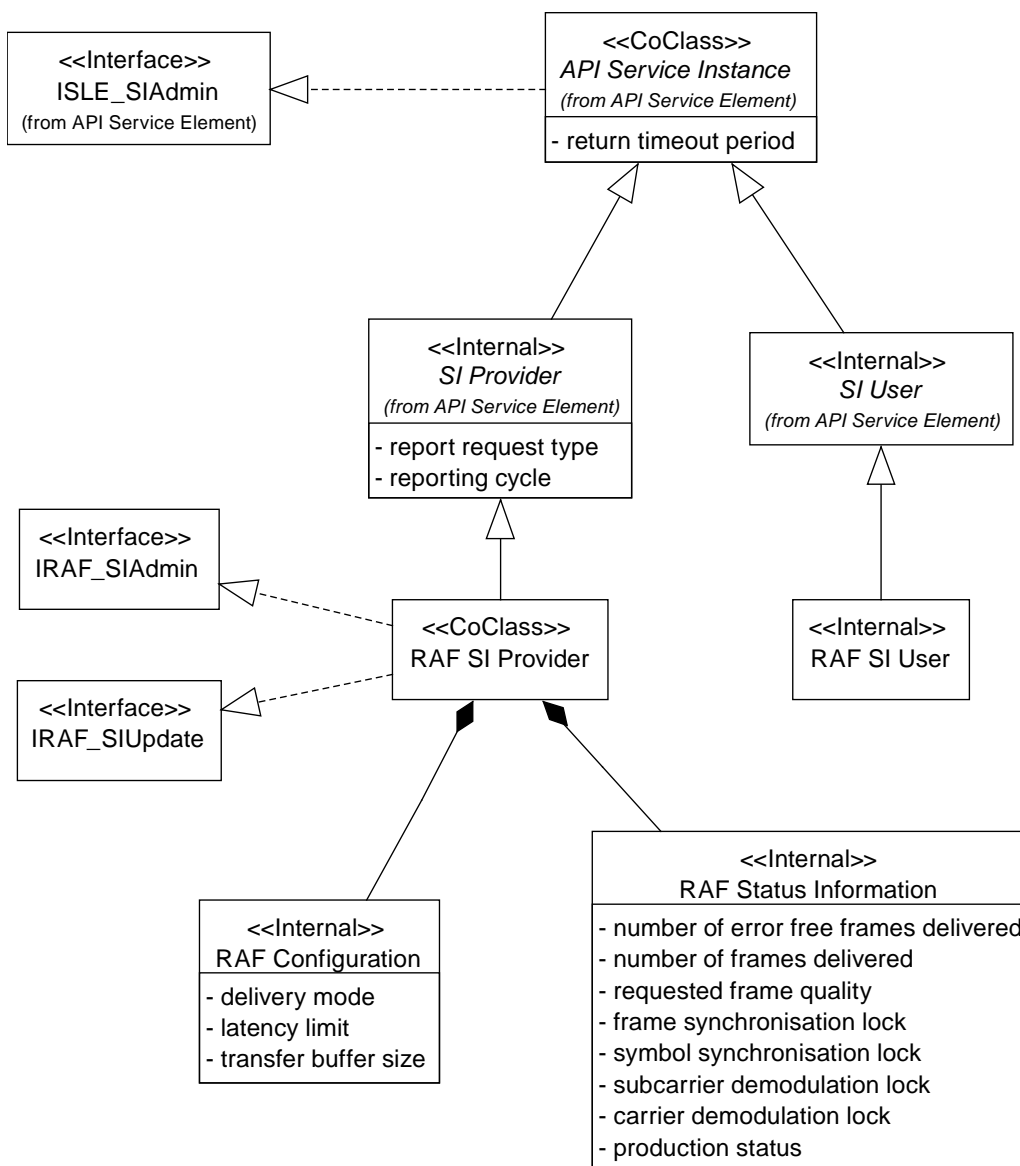 <<Interface>>
ISLE_SIAdmin
(from API Service Element)
<<CoClass>>
API Service Instance
(from API Service Element)
- return timeout period
<<Internal>>
SI Provider
(from API Service Element)
- report request type
- reporting cycle
<<Internal>>
SI User
(from API Service Element)
<<Interface>>
IRAF_SIAdmin
<<CoClass>>
RAF SI Provider
<<Internal>>
RAF SI User
<<Interface>>
IRAF_SIUpdate
<<Internal>>
RAF Configuration
- delivery mode
- latency limit
- transfer buffer size
<<Internal>>
RAF Status Information
- number of error free frames delivered
- number of frames delivered
- requested frame quality
- frame synchronisation lock
- symbol synchronisation lock
- subcarrier demodulation lock
- carrier demodulation lock
- production status